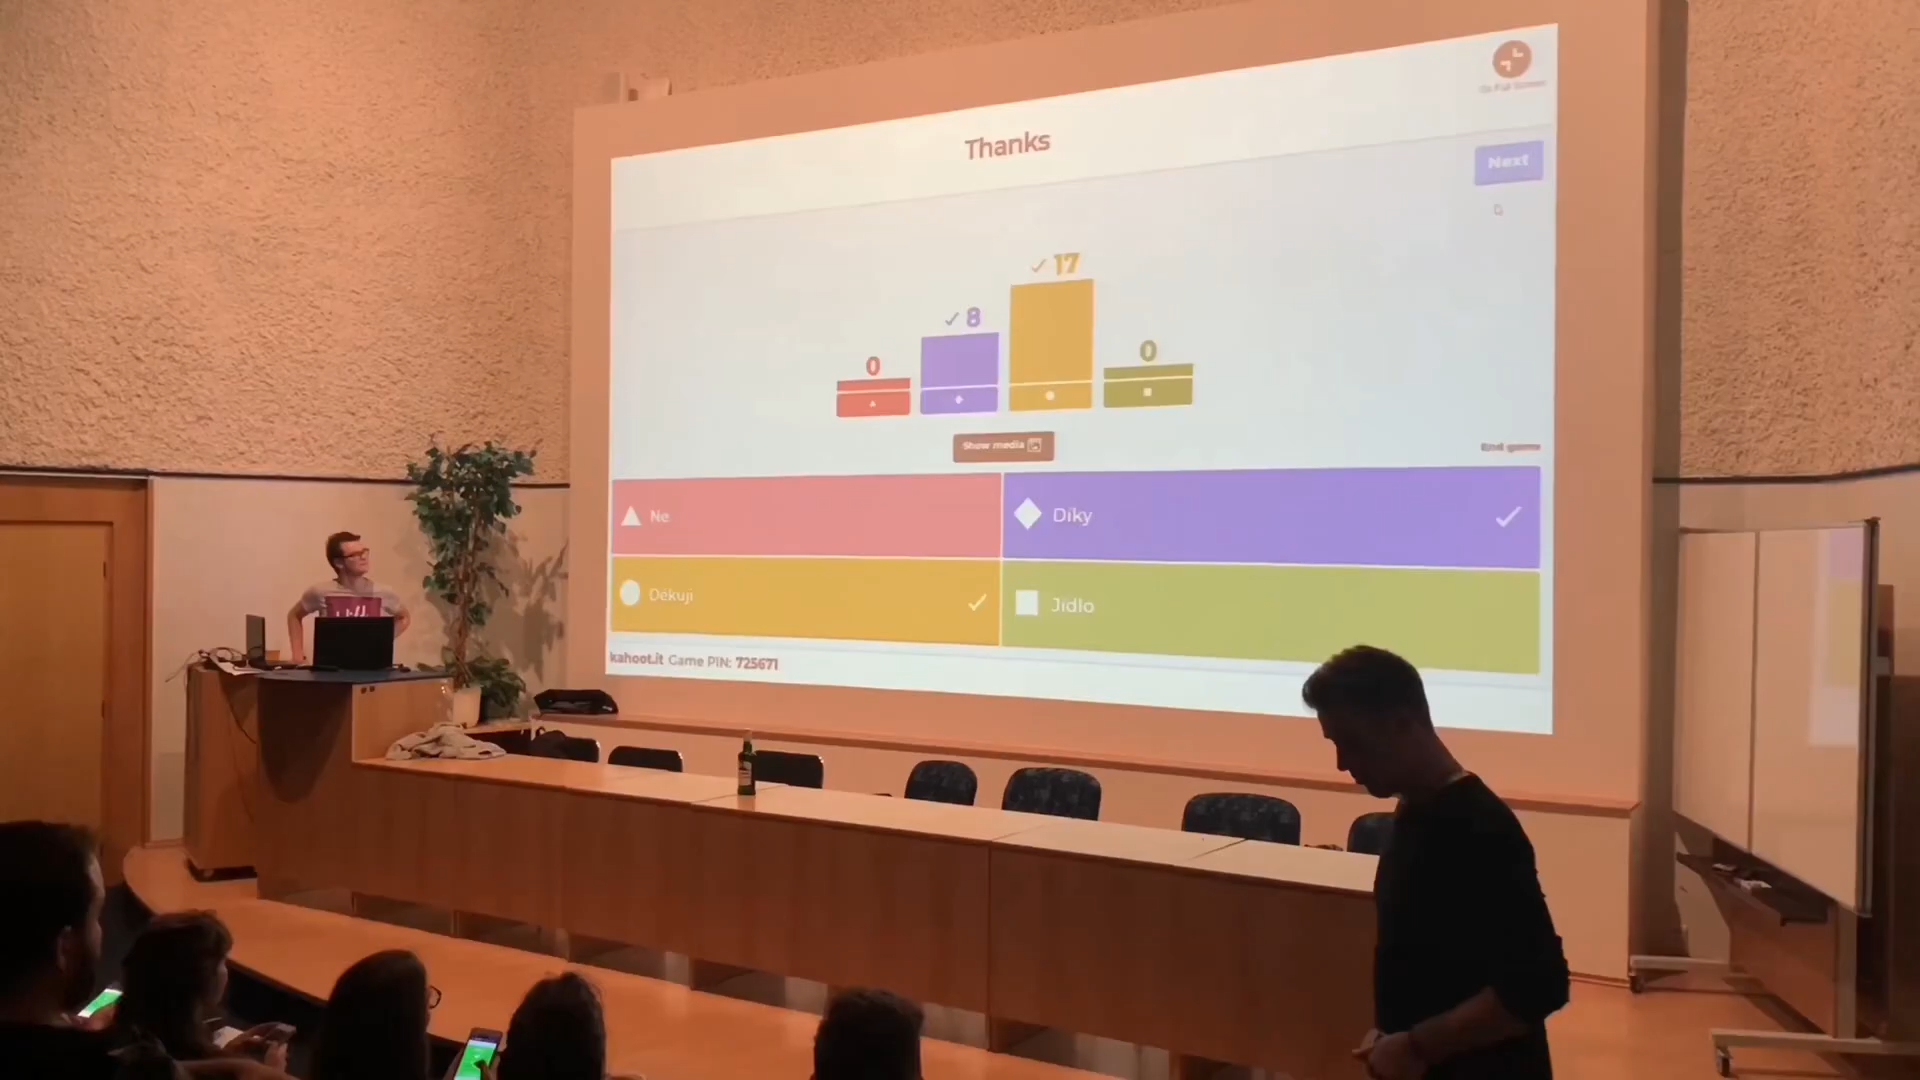 Thanks
Next
17
8
0
0
Show media
End game
Ne
Díky
Děkuji
Jídlo
kahoot.it Game PIN: 725671